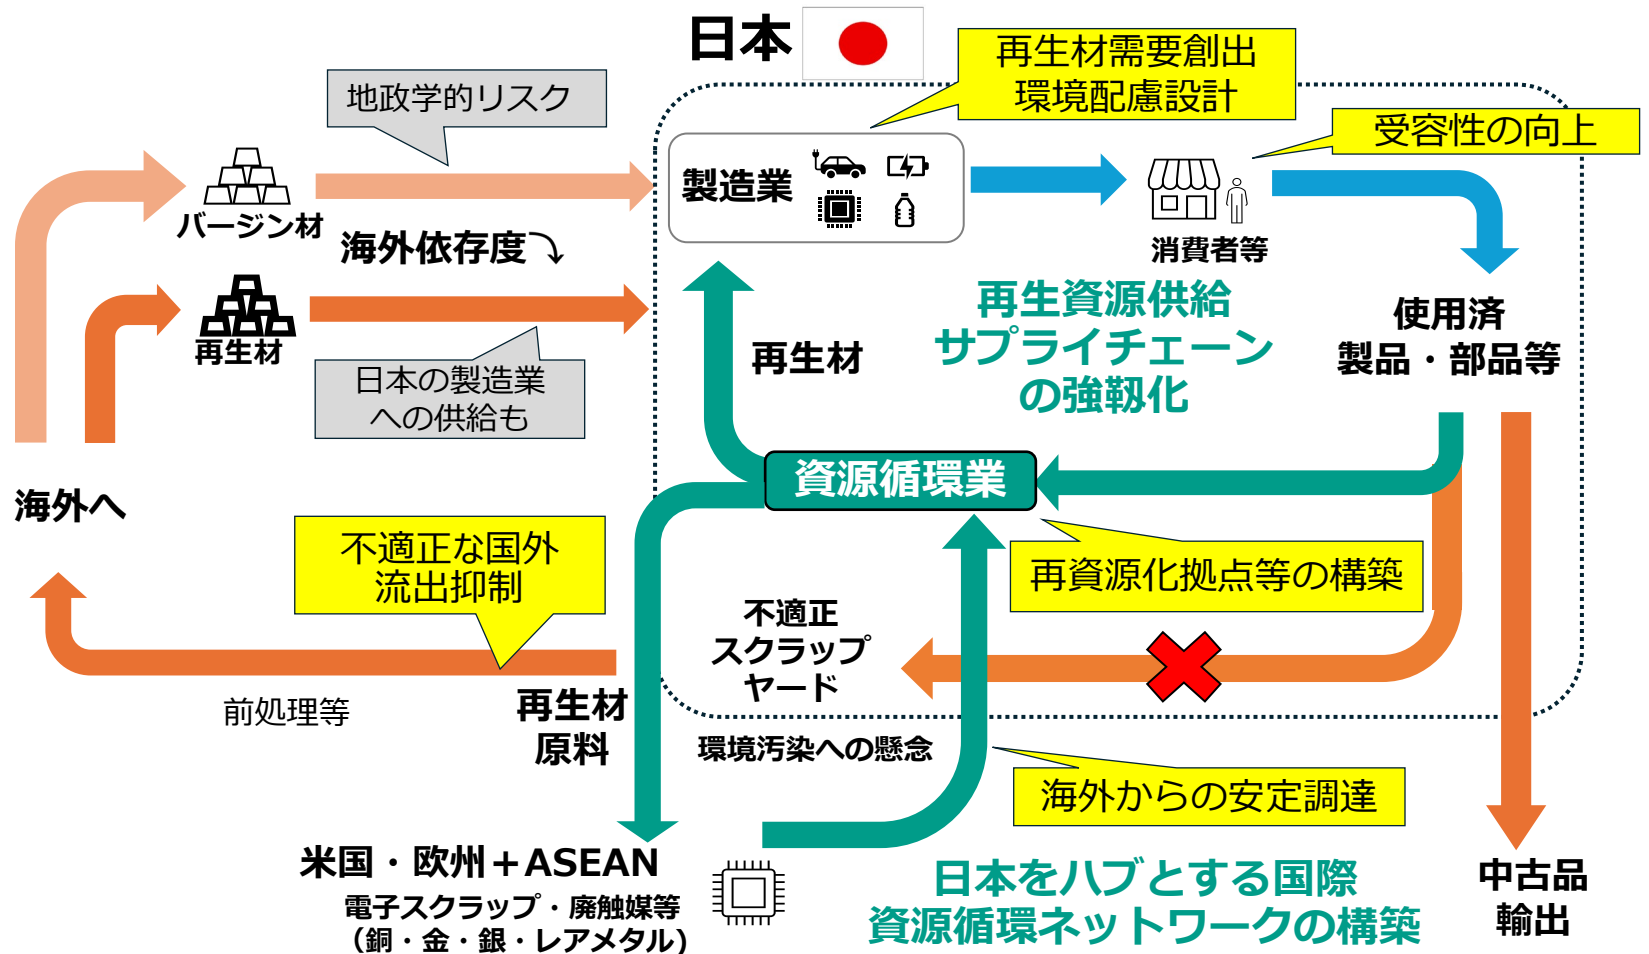 日本
再生材需要創出
環境配慮設計
受容性の向上
地政学的リスク
バージン材
海外依存度
製造業
消費者等
再生材
日本の製造業
への供給も
再生材
再生資源供給
サプライチェーン
の強靱化
使用済
製品・部品等
資源循環業
海外へ
不適正な国外
流出抑制
再資源化拠点等の構築
不適正
スクラップ
ヤード
前処理等
再生材
原料
環境汚染への懸念
海外からの安定調達
米国・欧州+ASEAN
電子スクラップ・廃触媒等
(銅・金・銀・レアメタル)
日本をハブとする国際
資源循環ネットワークの構築
中古品
輸出